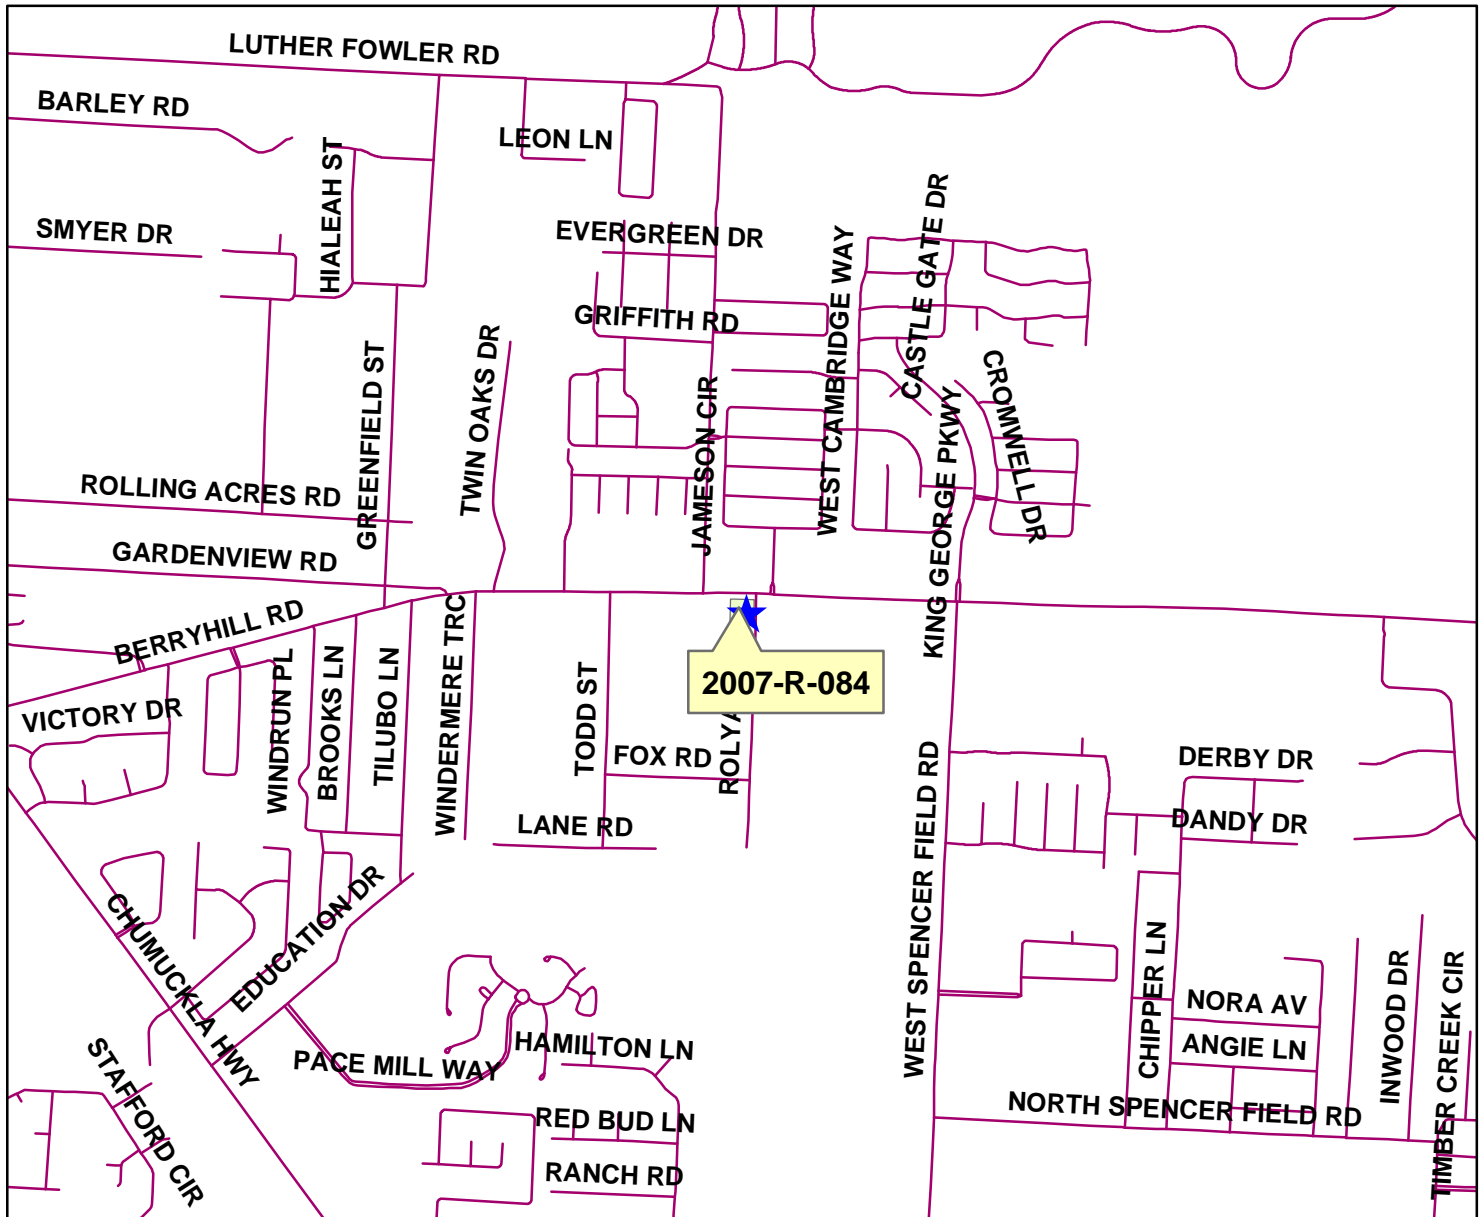 LUTHER FOWLER RD
BARLEY RD
LEON LN
HIALEAH ST
SMYER DR
EVERGREEN DR
CASTLE GATE DR
WEST CAMBRIDGE WAY
GRIFFITH RD
GREENFIELD ST
TWIN OAKS DR
JAMESON CIR
KING GEORGE PKWY
CROMWELL DR
ROLLING ACRES RD
GARDENVIEW RD
BERRYHILL RD
2007-R-084
VICTORY DR
WINDRUN PL
BROOKS LN
TILUBO LN
WINDERMERE TRC
TODD ST
FOX RD
WEST SPENCER FIELD RD
DERBY DR
DANDY DR
LANE RD
CHUMUCKLA HWY
EDUCATION DR
CHIPPER LN
NORA AV
INWOOD DR
TIMBER CREEK CIR
ANGIE LN
STAFFORD CIR
PACE MILL WAY
HAMILTON LN
NORTH SPENCER FIELD RD
RED BUD LN
RANCH RD